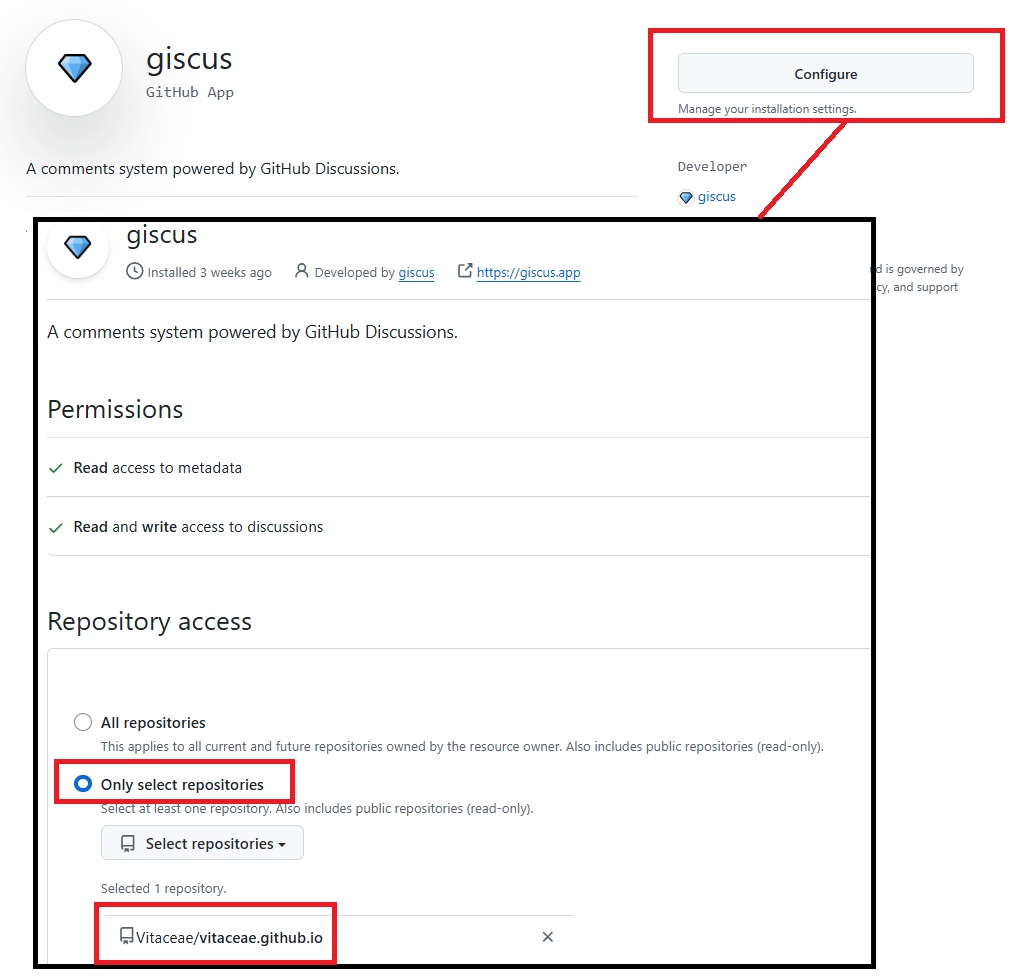 giscus
GitHub App
Configure
Manage your installation settings.
A comments system powered by GitHub Discussions.
Developer
giscus
d is governed by
cy, and support
giscus
Installed 3 weeks ago
Developed by giscus
https://giscus.app
A comments system powered by GitHub Discussions.
Permissions
Read access to metadata
Read and write access to discussions
Repository access
All repositories
This applies to all current and future repositories owned by the resource owner. Also includes public repositories (read-only).
Only select repositories
Select at least one repository. Also includes public repositories (read-only).
Select repositories
Selected 1 repository.
Vitaceae/vitaceae.github.io